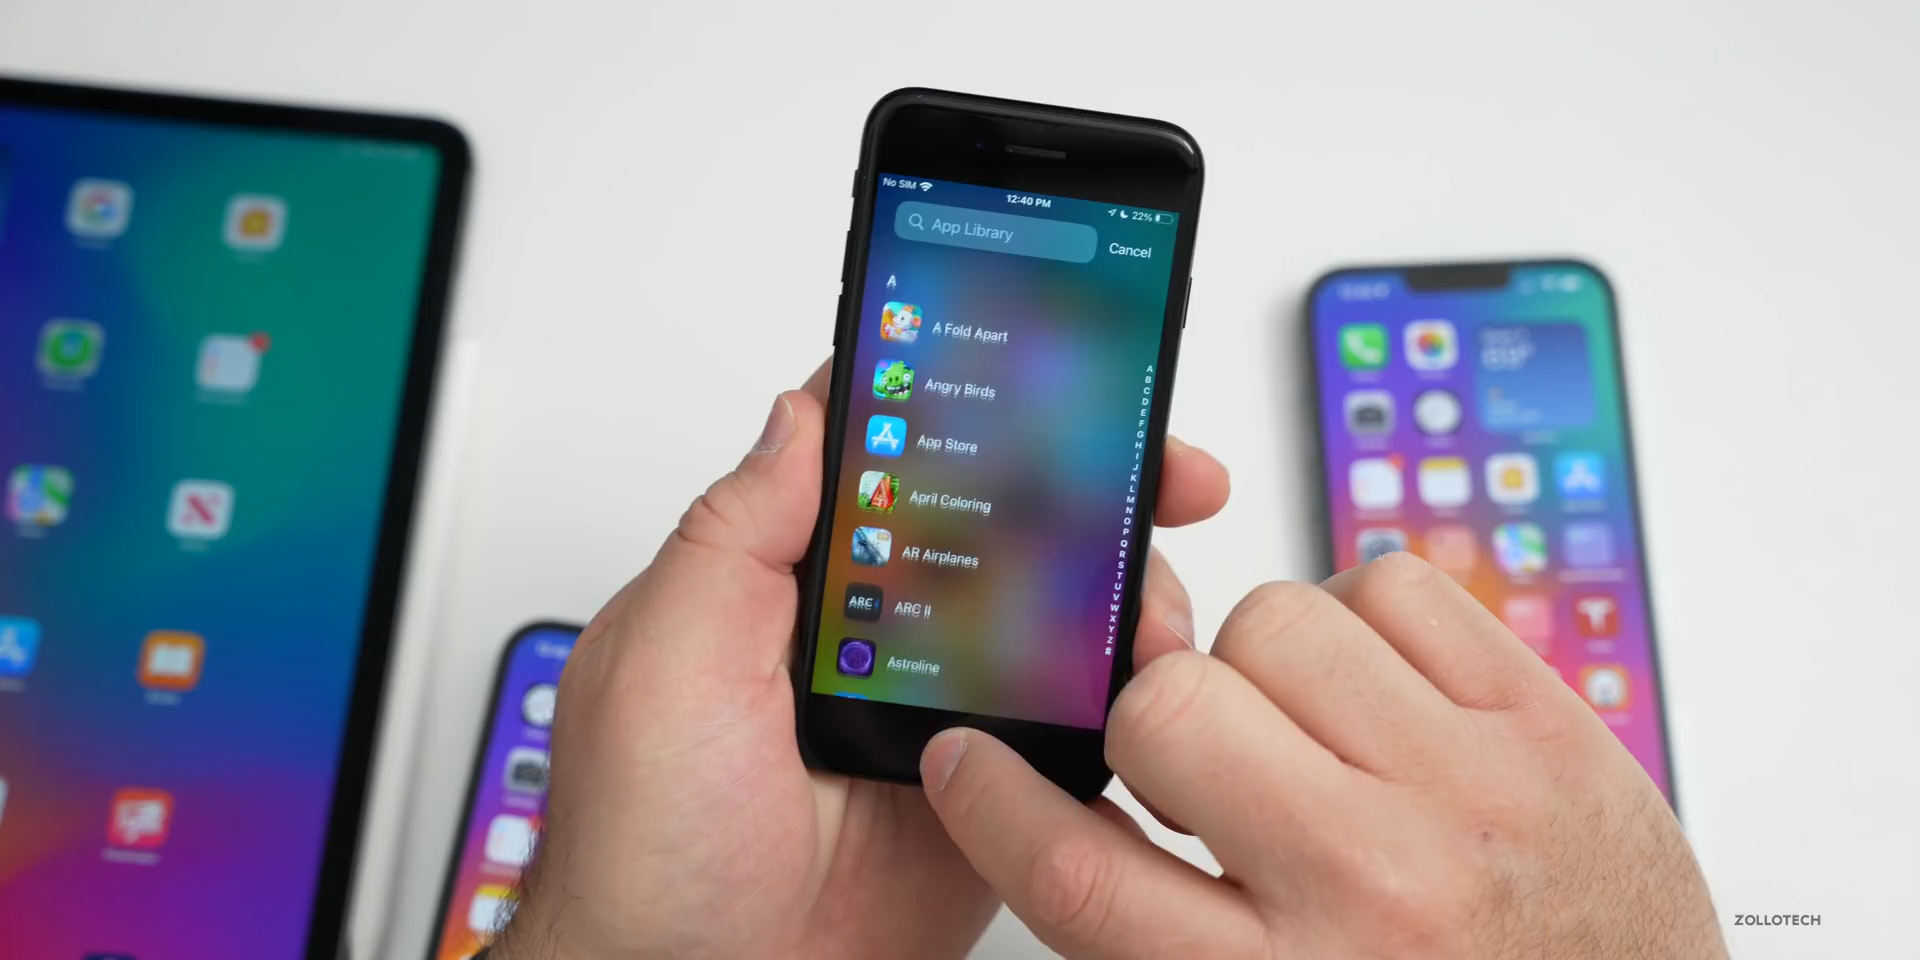 No SIM
12:40 PM
22%
App Library
Cancel
A
A Fold Apart
Angry Birds
App Store
April Coloring
AR Airplanes
ARC
ARC II
Astroline
A
B
C
D
E
F
G
H
I
J
K
L
M
N
O
P
Q
R
S
T
U
V
W
X
Y
Z
#
ZOLLOTECH